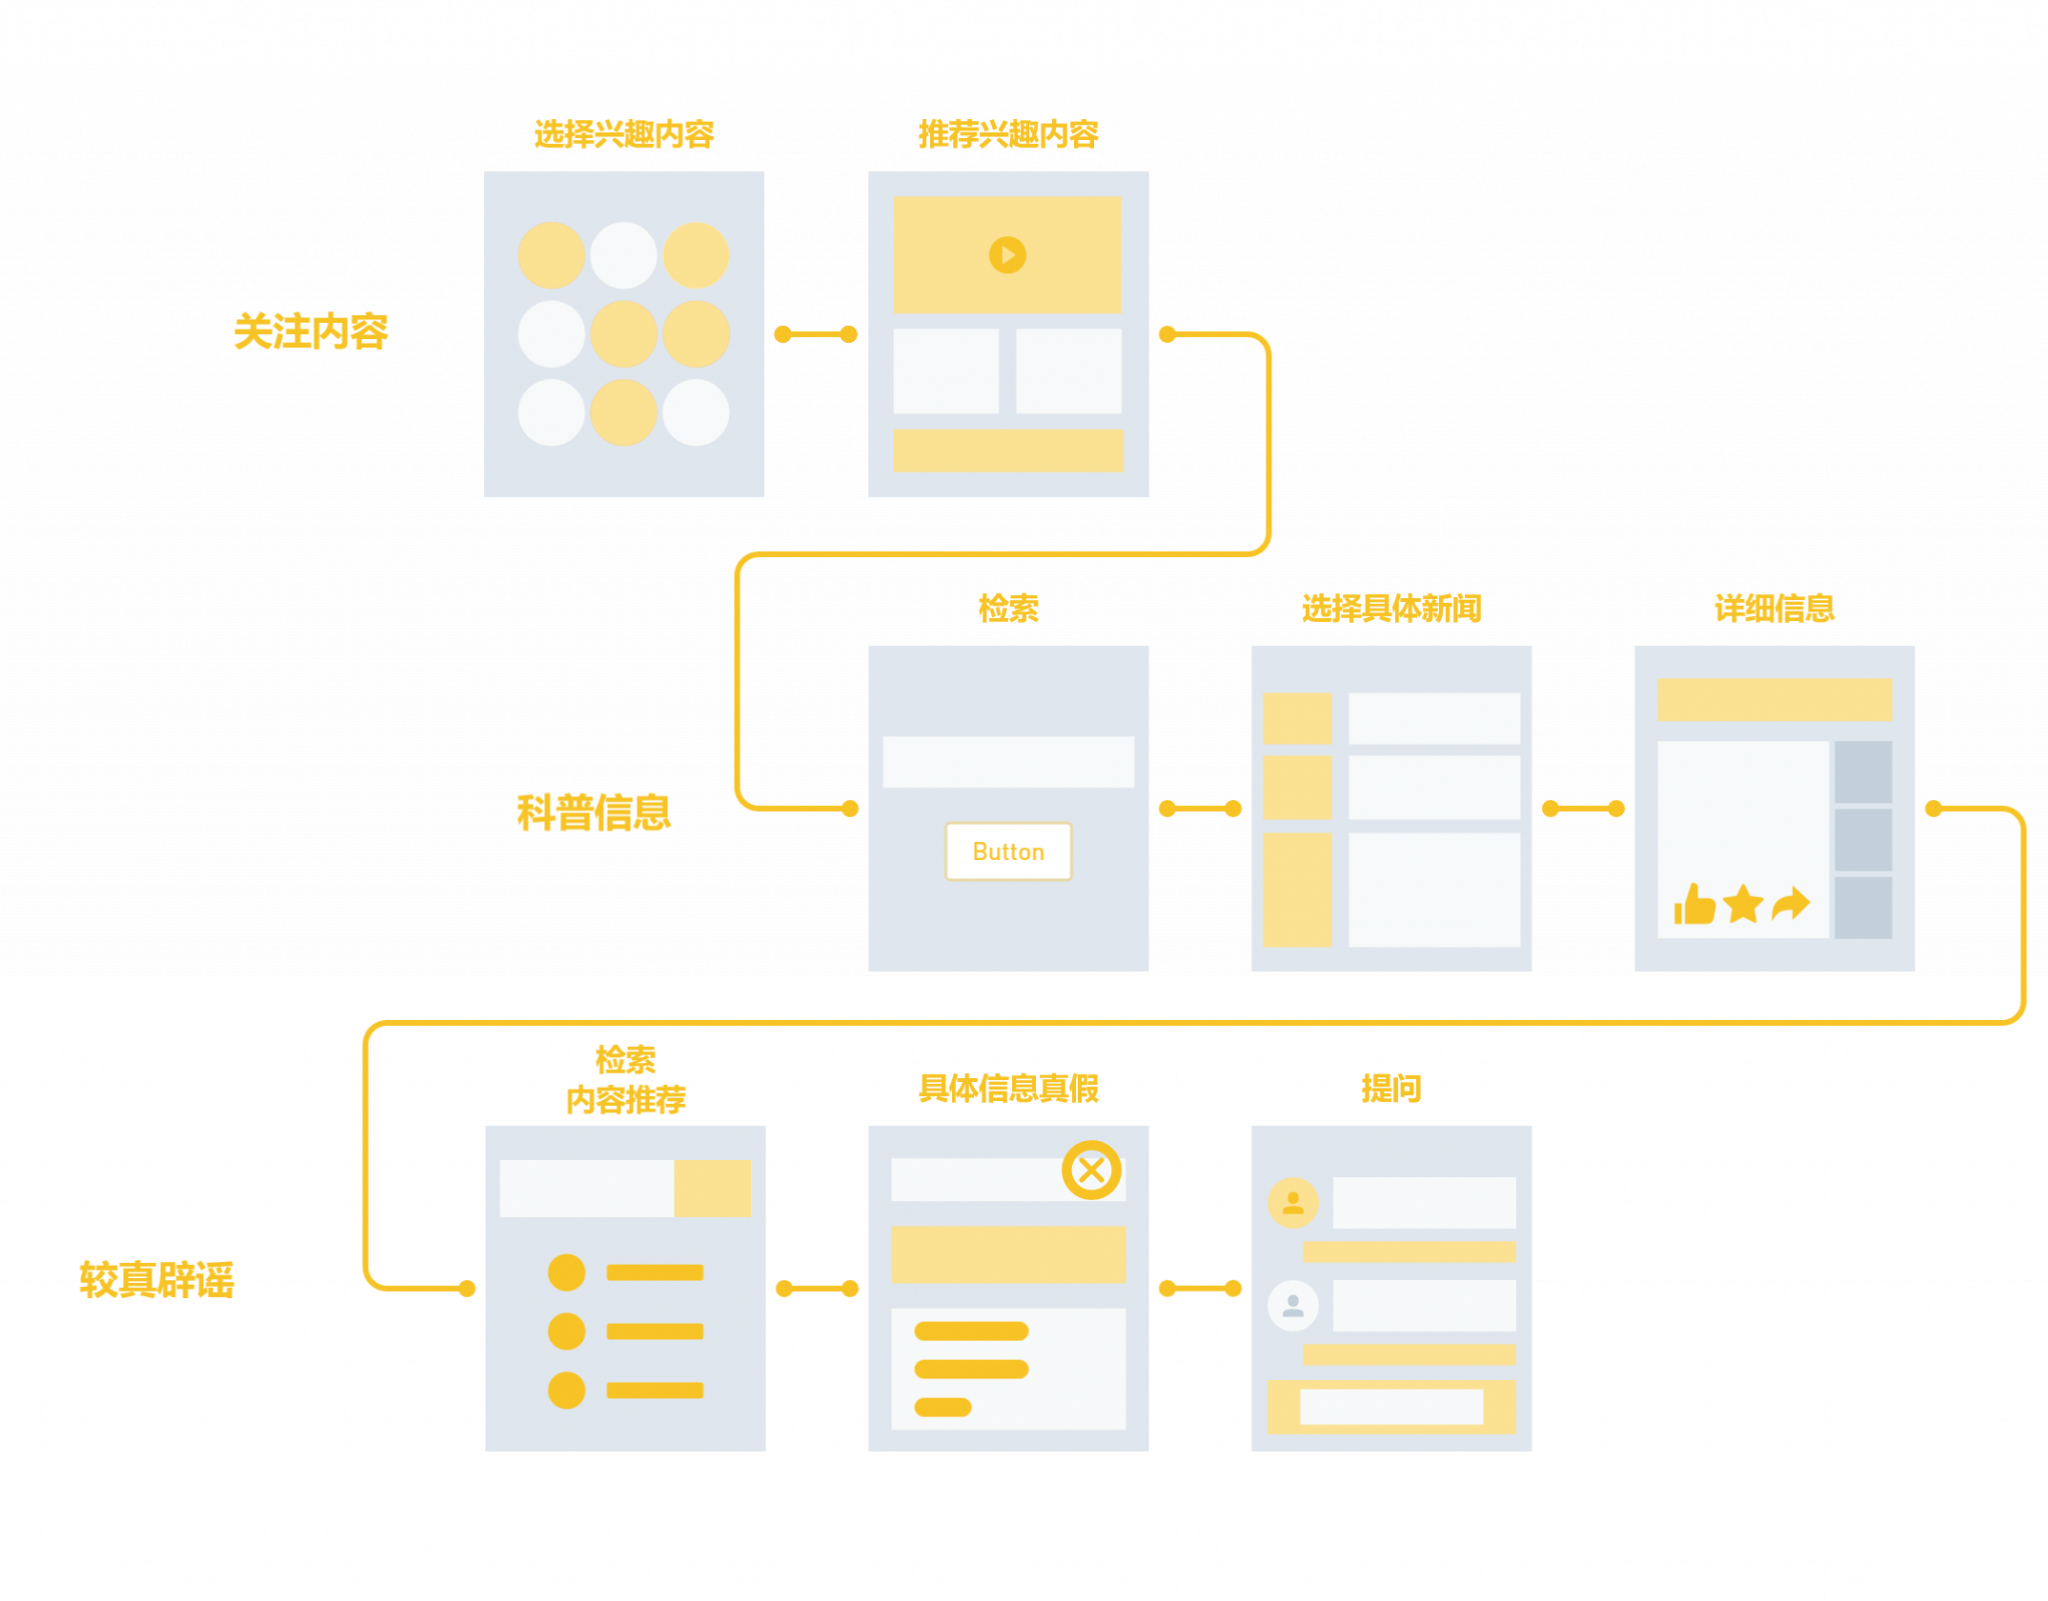 选择兴趣内容
推荐兴趣内容
关注内容
检索
选择具体新闻
详细信息
科普信息
Button
检索
内容推荐
具体信息真假
提问
较真辟谣